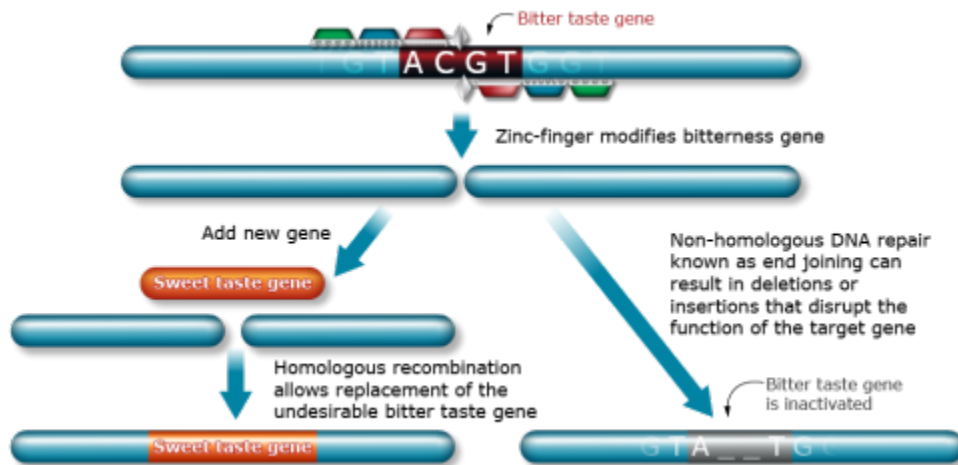 Bitter taste gene
GTACGTGGT
Zinc-finger modifies bitterness gene
Add new gene
Sweet taste gene
Non-homologous DNA repair
known as end joining can
result in deletions or
insertions that disrupt the
function of the target gene
Homologous recombination
allows replacement of the
undesirable bitter taste gene
Bitter taste gene
is inactivated
Sweet taste gene
GTA__TG